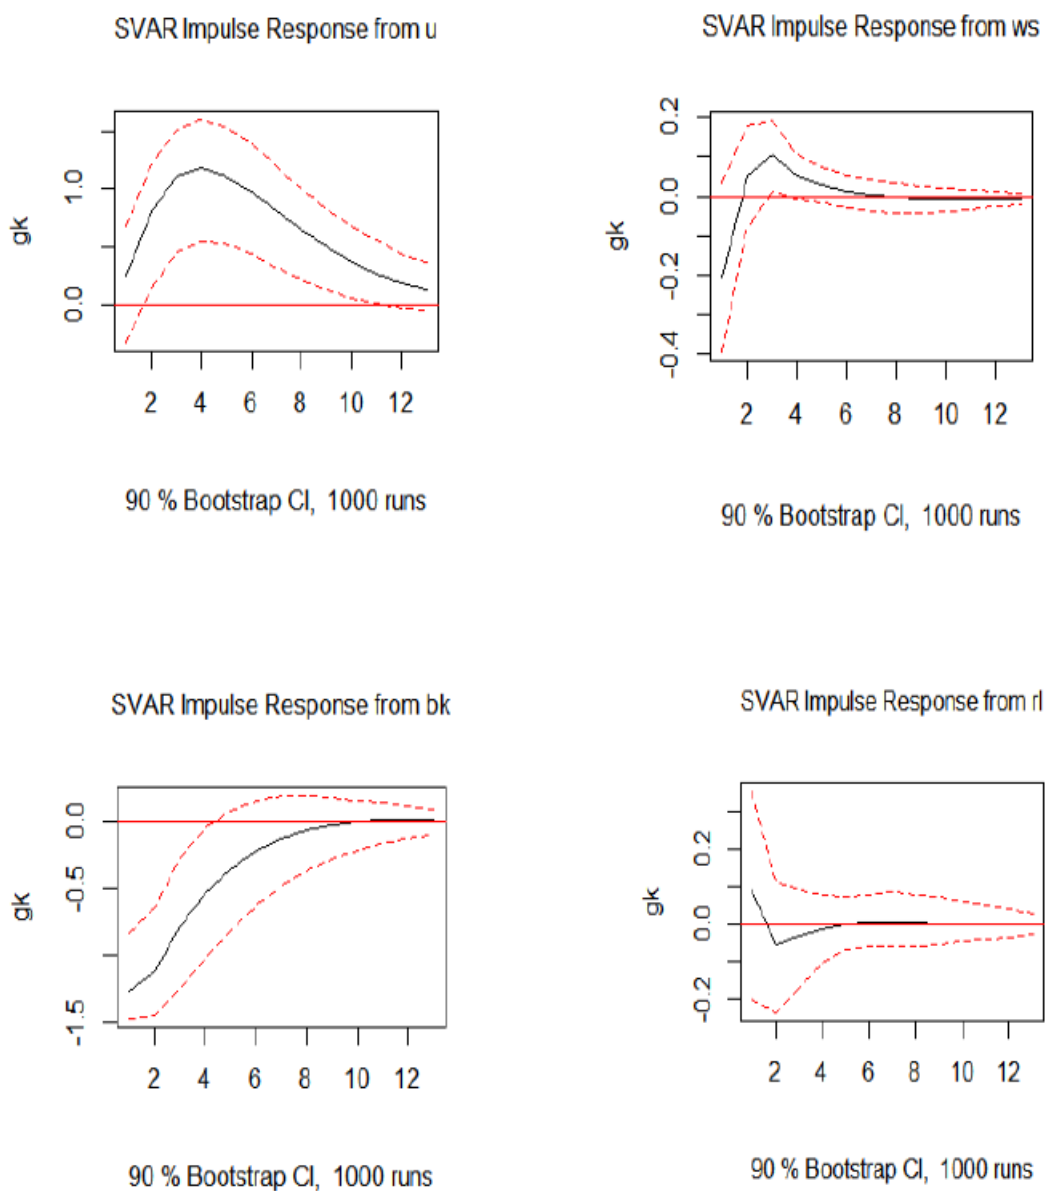 SVAR Impulse Response from u
SVAR Impulse Response from ws
gk
0.0 1.0
2 4 6 8 10 12
90 % Bootstrap CI, 1000 runs
gk
-0.4 -0.2 0.0 0.2
2 4 6 8 10 12
90 % Bootstrap CI, 1000 runs
SVAR Impulse Response from bk
SVAR Impulse Response from rl
gk
-1.5 -0.5 0.0
2 4 6 8 10 12
90 % Bootstrap CI, 1000 runs
gk
-0.2 0.0 0.2
2 4 6 8 10 12
90 % Bootstrap CI, 1000 runs